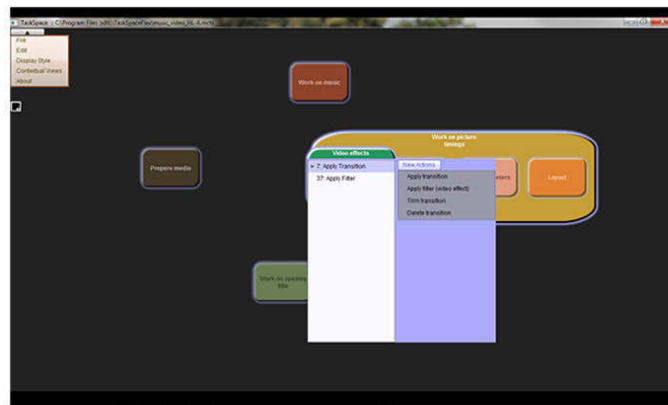 TaskSpace : C:\Program Files (x86)\TaskSpaceFiles\music_video_HL-A.mcts
File
Edit
Display Style
Contextual Views
About
Work on music
Work on picture
timings
Prepare media
Video effects
7: Apply Transition
37: Apply Filter
New Actions
Apply transition
Apply filter (video effect)
Trim transition
Delete transition
Layout
Work on opening
title